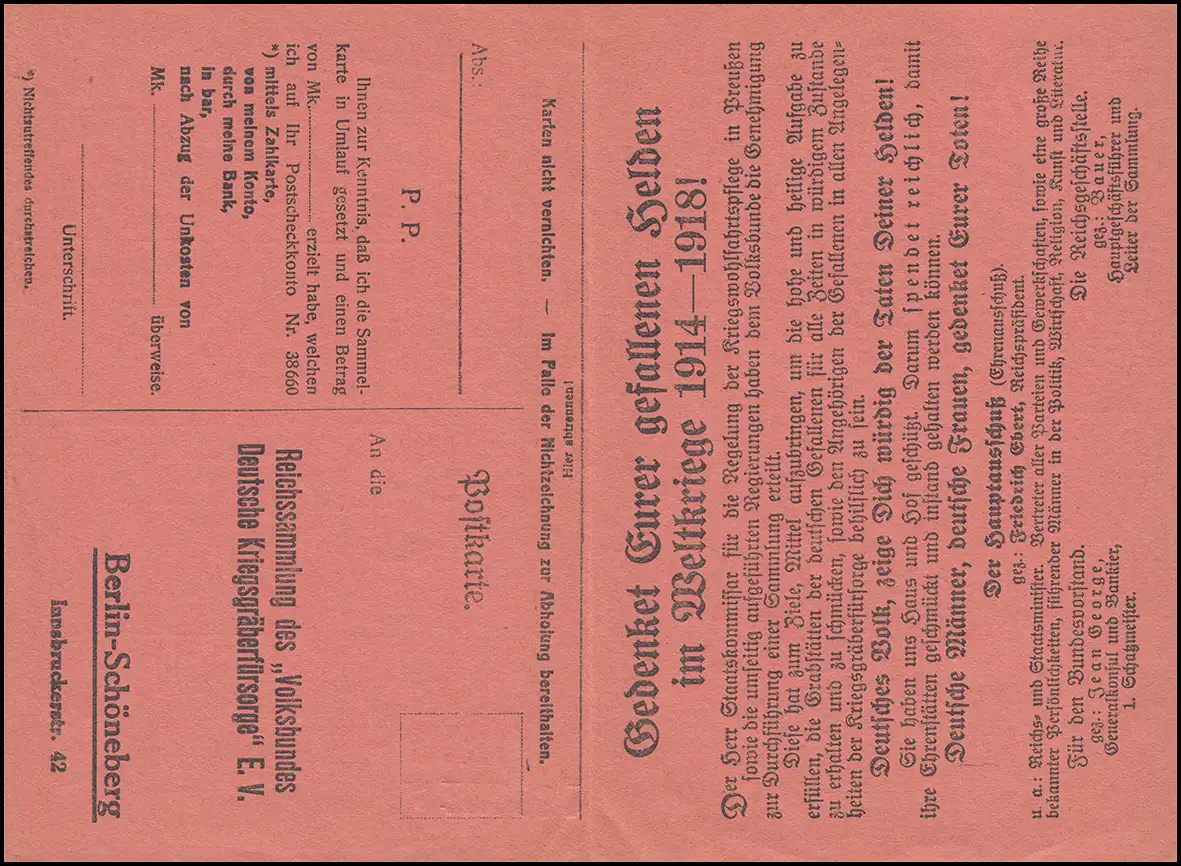 Gedenket Eurer gefallenen Helden
im Weltkriege 1914—1918!
Der Herr Staatskommissar für die Regelung der Kriegswohlfahrtspflege in Preußen
sowie die umseitig aufgeführten Regierungen haben dem Volksbunde die Genehmigung
zur Durchführung einer Sammlung erteilt.
Diese hat zum Ziele, Mittel aufzubringen, um die hohe und heilige Aufgabe zu
erfüllen, die Grabstätten der deutschen Gefallenen für alle Zeiten in würdigem Zustande
zu erhalten und zu schmücken, sowie den Angehörigen der Gefallenen in allen Angelegen-
heiten der Kriegsgräberfürsorge behilflich zu sein.
Deutsches Volk, zeige Dich würdig der Taten Deiner Helden!
Sie haben uns Haus und Hof geschützt. Darum spendet reichlich, damit
ihre Ehrenstätten geschmückt und instand gehalten werden können.
Deutsche Männer, deutsche Frauen, gedenket Eurer Toten!
Der Hauptausschuß (Ehrenausschuß).
gez.: Friedrich Ebert, Reichspräsident.
u. a.: Reichs- und Staatsminister. Vertreter aller Parteien und Gewerkschaften, sowie eine große Reihe
bekannter Persönlichkeiten, führender Männer in der Politik, Wirtschaft, Religion, Kunst und Literatur.
Für den Bundesvorstand.
gez.: Jean George,
Generalkonsul und Bankier,
1. Schatzmeister.
Die Reichsgeschäftsstelle.
gez.: Bauer,
Hauptgeschäftsführer und
Leiter der Sammlung.
Hier abtrennen!
Karten nicht vernichten. — Im Falle der Nichtzeichnung zur Abholung bereithalten.
Abs.:
P. P.
Ihnen zur Kenntnis, daß ich die Sammel-
karte in Umlauf gesetzt und einen Betrag
von Mk. erzielt habe, welchen
ich auf Ihr Postscheckkonto Nr. 38660
*) mittels Zahlkarte,
von meinem Konto,
durch meine Bank,
in bar,
nach Abzug der Unkosten von
Mk. überweise.
Unterschrift.
*) Nichtzutreffendes durchstreichen.
Postkarte.
An die
Reichssammlung des „Volksbundes
Deutsche Kriegsgräberfürsorge“ E. V.
Berlin-Schöneberg
Innsbruckerstr. 42